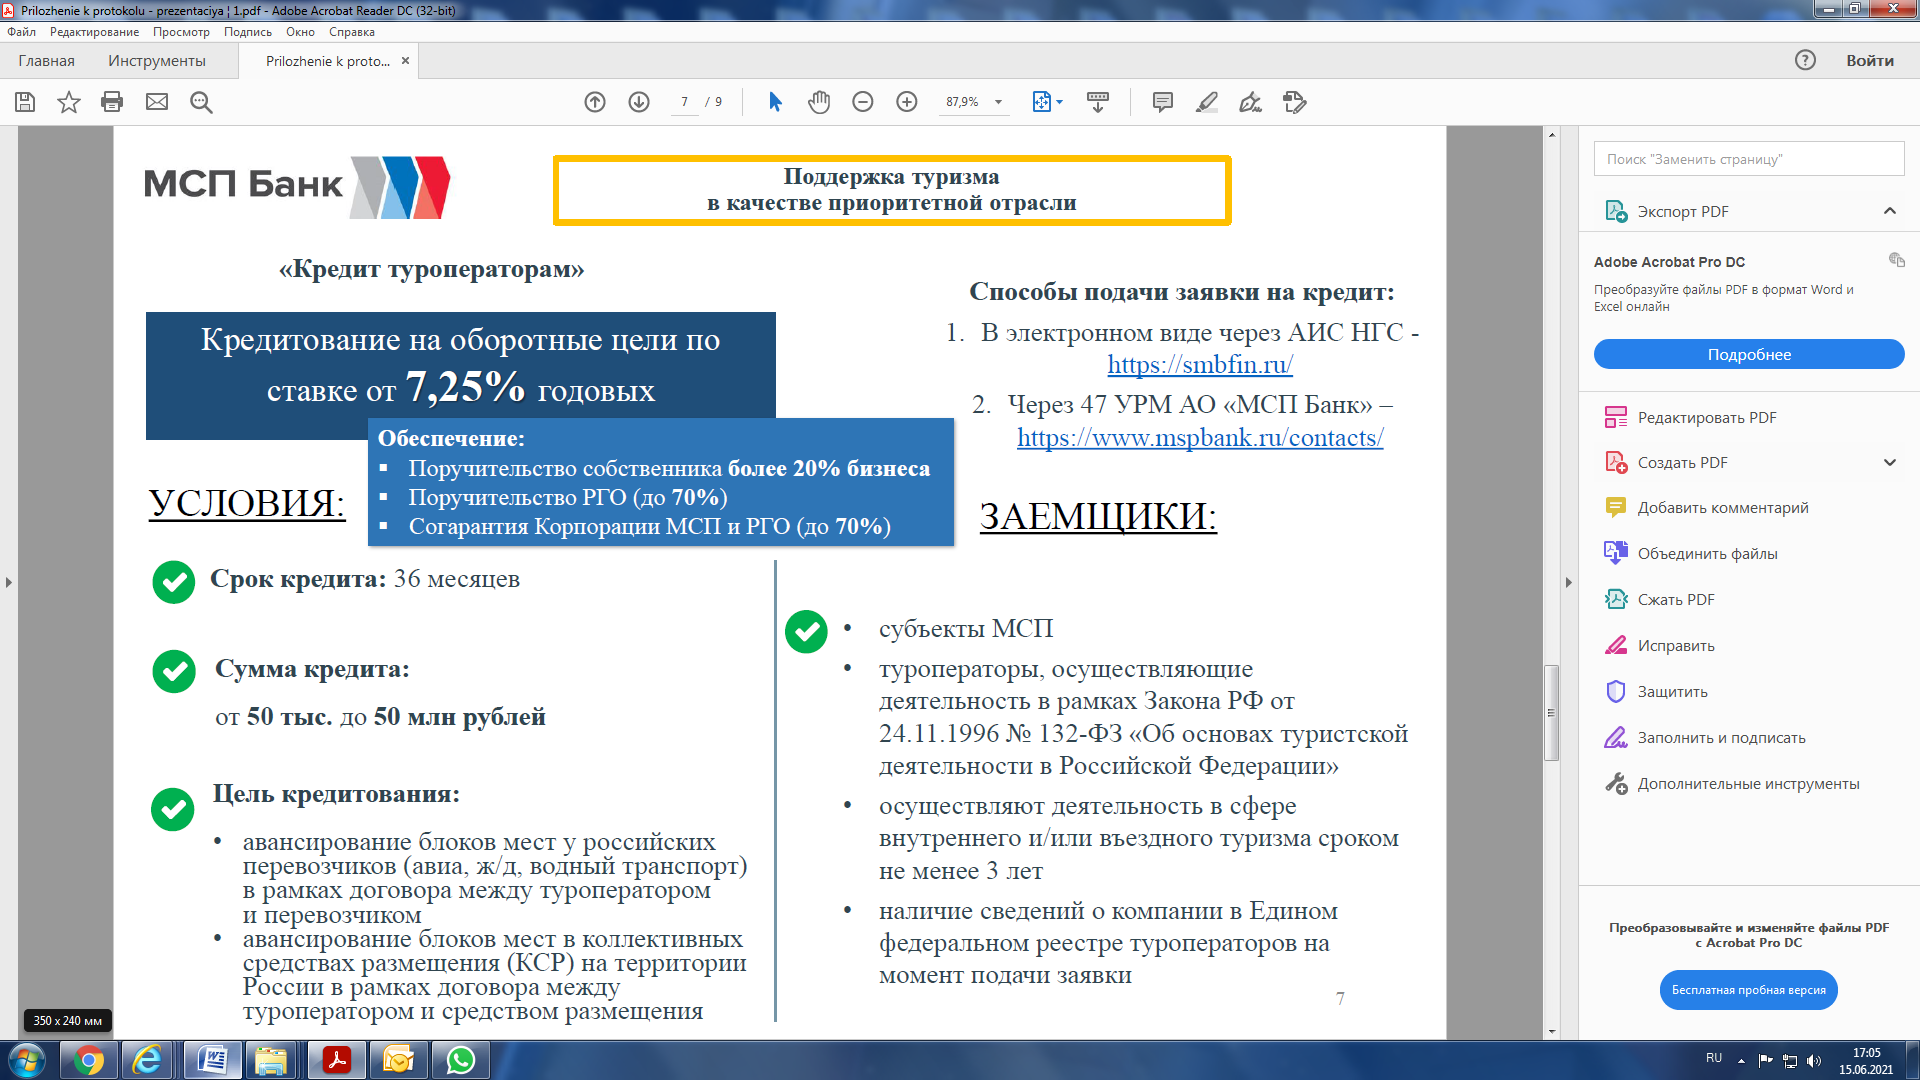 Prilozhenie k protokolu - prezentaciya ¦ 1.pdf - Adobe Acrobat Reader DC (32-bit)
Файл Редактирование Просмотр Подпись Окно Справка
Главная Инструменты Prilozhenie k proto... × Войти
7 / 9 87,9%
МСП Банк
Поддержка туризма
в качестве приоритетной отрасли
«Кредит туроператорам»
Кредитование на оборотные цели по
ставке от 7,25% годовых
Обеспечение:
▪ Поручительство собственника более 20% бизнеса
▪ Поручительство РГО (до 70%)
▪ Согарантия Корпорации МСП и РГО (до 70%)
Способы подачи заявки на кредит:
1. В электронном виде через АИС НГС -
https://smbfin.ru/
2. Через 47 УРМ АО «МСП Банк» –
https://www.mspbank.ru/contacts/
УСЛОВИЯ:
Срок кредита: 36 месяцев
Сумма кредита:
от 50 тыс. до 50 млн рублей
Цель кредитования:
• авансирование блоков мест у российских
перевозчиков (авиа, ж/д, водный транспорт)
в рамках договора между туроператором
и перевозчиком
• авансирование блоков мест в коллективных
средствах размещения (КСР) на территории
России в рамках договора между
туроператором и средством размещения
ЗАЕМЩИКИ:
• субъекты МСП
• туроператоры, осуществляющие
деятельность в рамках Закона РФ от
24.11.1996 № 132-ФЗ «Об основах туристской
деятельности в Российской Федерации»
• осуществляют деятельность в сфере
внутреннего и/или въездного туризма сроком
не менее 3 лет
• наличие сведений о компании в Едином
федеральном реестре туроператоров на
момент подачи заявки
7
350 x 240 мм
Поиск "Заменить страницу"
Экспорт PDF
Adobe Acrobat Pro DC
Преобразуйте файлы PDF в формат Word и
Excel онлайн
Подробнее
Редактировать PDF
Создать PDF
Добавить комментарий
Объединить файлы
Сжать PDF
Исправить
Защитить
Заполнить и подписать
Дополнительные инструменты
Преобразовывайте и изменяйте файлы PDF
с Acrobat Pro DC
Бесплатная пробная версия
RU
17:05
15.06.2021